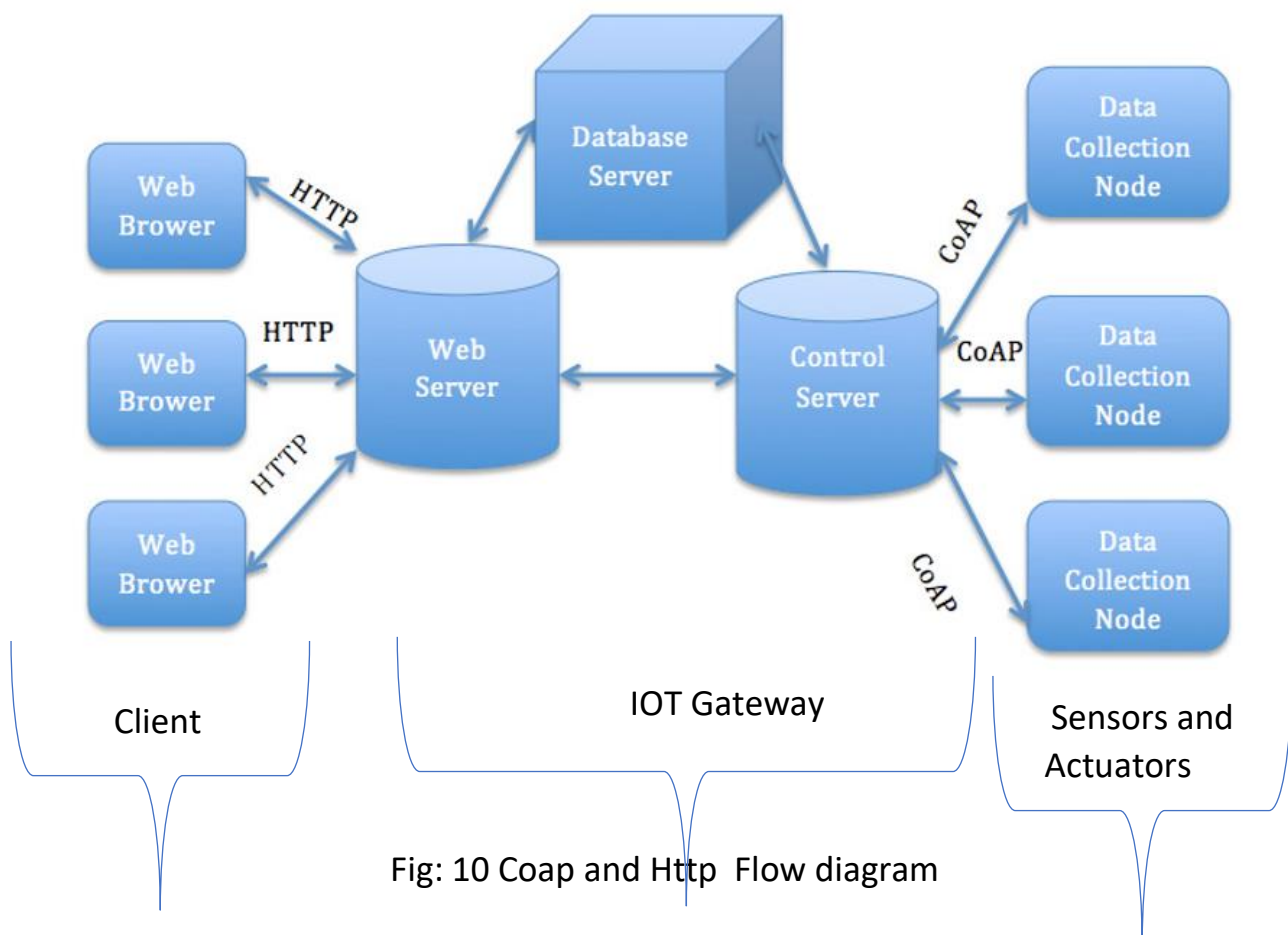 Database
Server
Data
Collection
Node
Web
Brower
HTTP
CoAP
Web
Brower
HTTP
Web
Server
Control
Server
CoAP
Data
Collection
Node
Web
Brower
HTTP
CoAP
Data
Collection
Node
Client
IOT Gateway
Sensors and
Actuators
Fig: 10 Coap and Http  Flow diagram